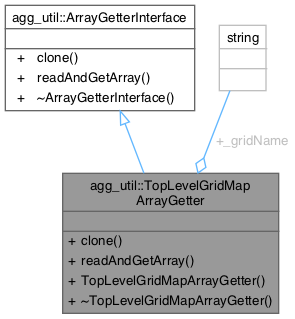 agg_util::ArrayGetterInterface
+ clone()
+ readAndGetArray()
+ ~ArrayGetterInterface()
string
+_gridName
agg_util::TopLevelGridMap
ArrayGetter
+ clone()
+ readAndGetArray()
+ TopLevelGridMapArrayGetter()
+ ~TopLevelGridMapArrayGetter()